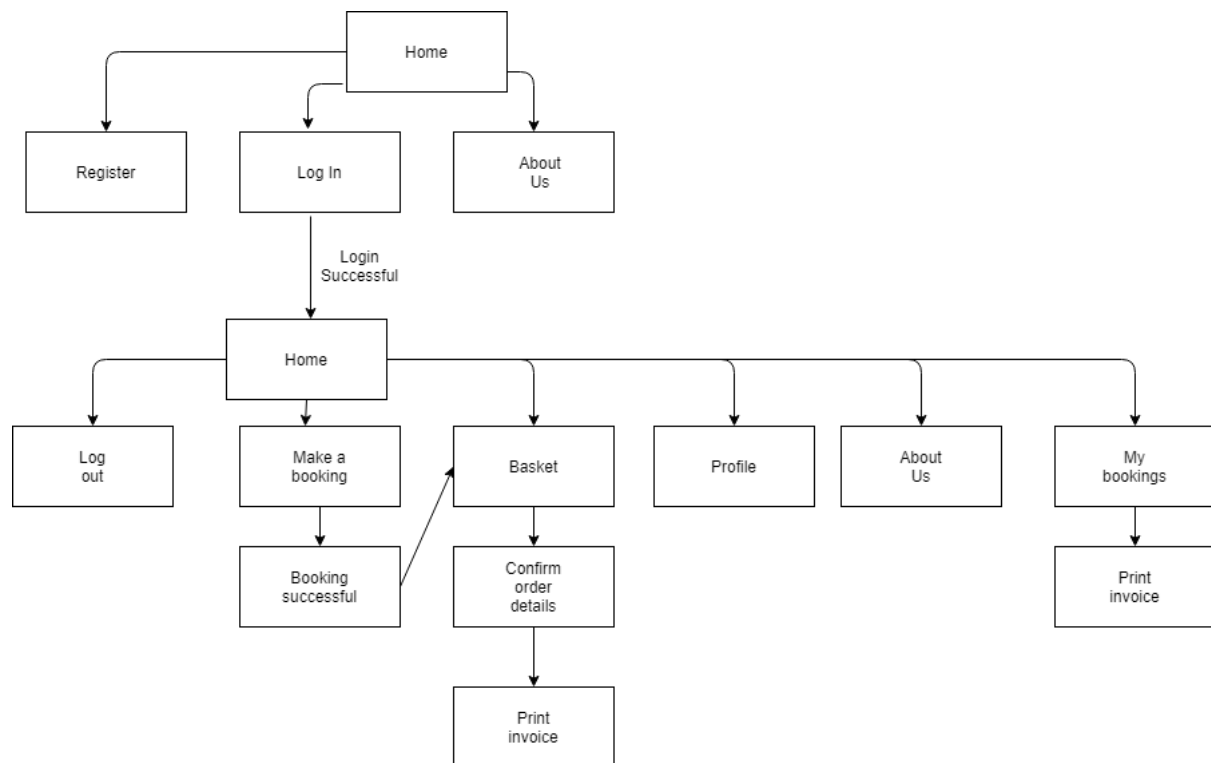 Home
Register
Log In
About
Us
Login
Successful
Home
Log
out
Make a
booking
Basket
Profile
About
Us
My
bookings
Booking
successful
Confirm
order
details
Print
invoice
Print
invoice